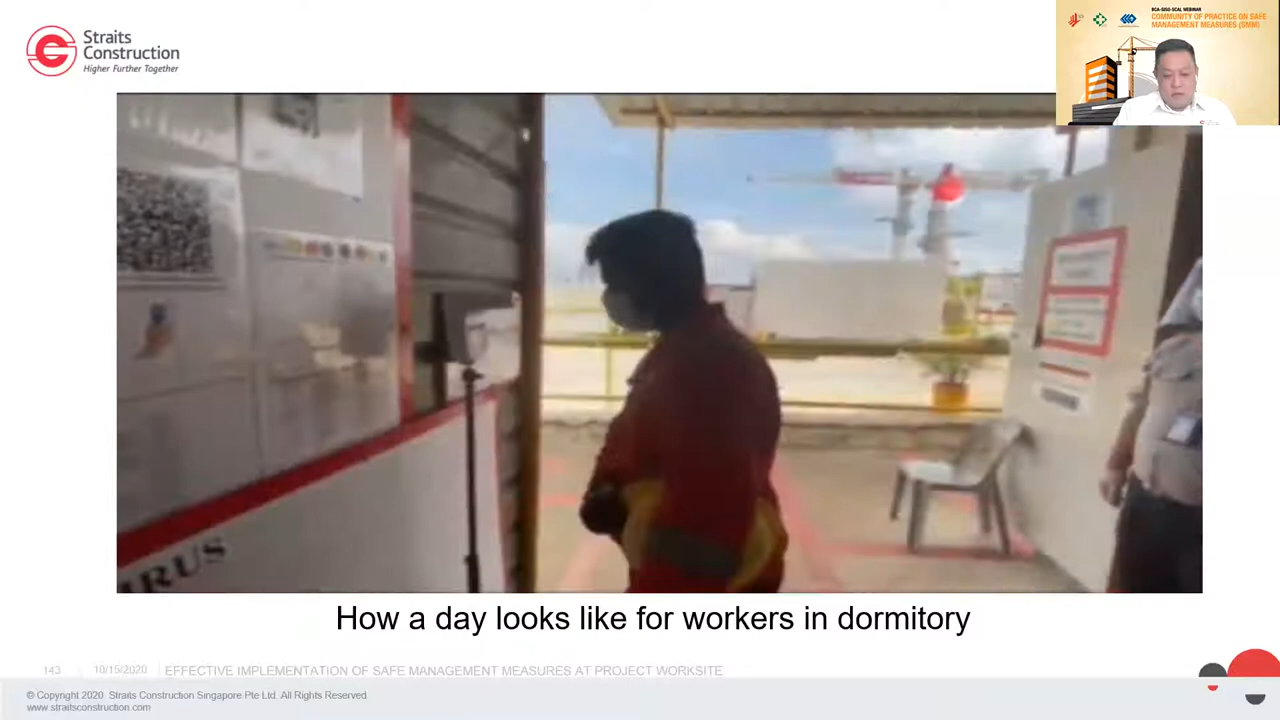 Straits
Construction
Higher Further Together
BCA-SISO-SCAL WEBINAR
COMMUNITY OF PRACTICE ON SAFE
MANAGEMENT MEASURES (SMM)
IRUS
How a day looks like for workers in dormitory
143
10/15/2020
EFFECTIVE IMPLEMENTATION OF SAFE MANAGEMENT MEASURES AT PROJECT WORKSITE
© Copyright 2020 Straits Construction Singapore Pte Ltd. All Rights Reserved.
www.straitsconstruction.com